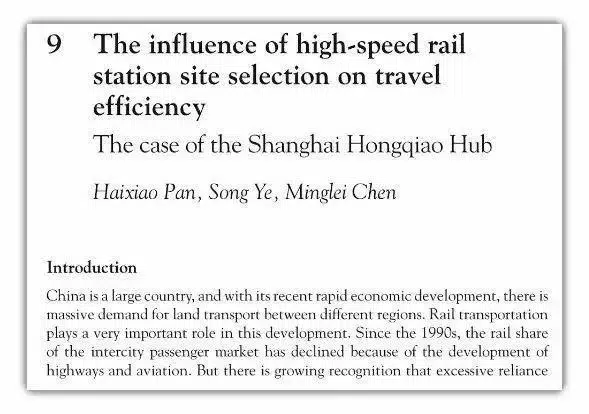 9 The influence of high-speed rail
station site selection on travel
efficiency
The case of the Shanghai Hongqiao Hub
Haixiao Pan, Song Ye, Minglei Chen
Introduction
China is a large country, and with its recent rapid economic development, there is
massive demand for land transport between different regions. Rail transportation
plays a very important role in this development. Since the 1990s, the rail share
of the intercity passenger market has declined because of the development of
highways and aviation. But there is growing recognition that excessive reliance